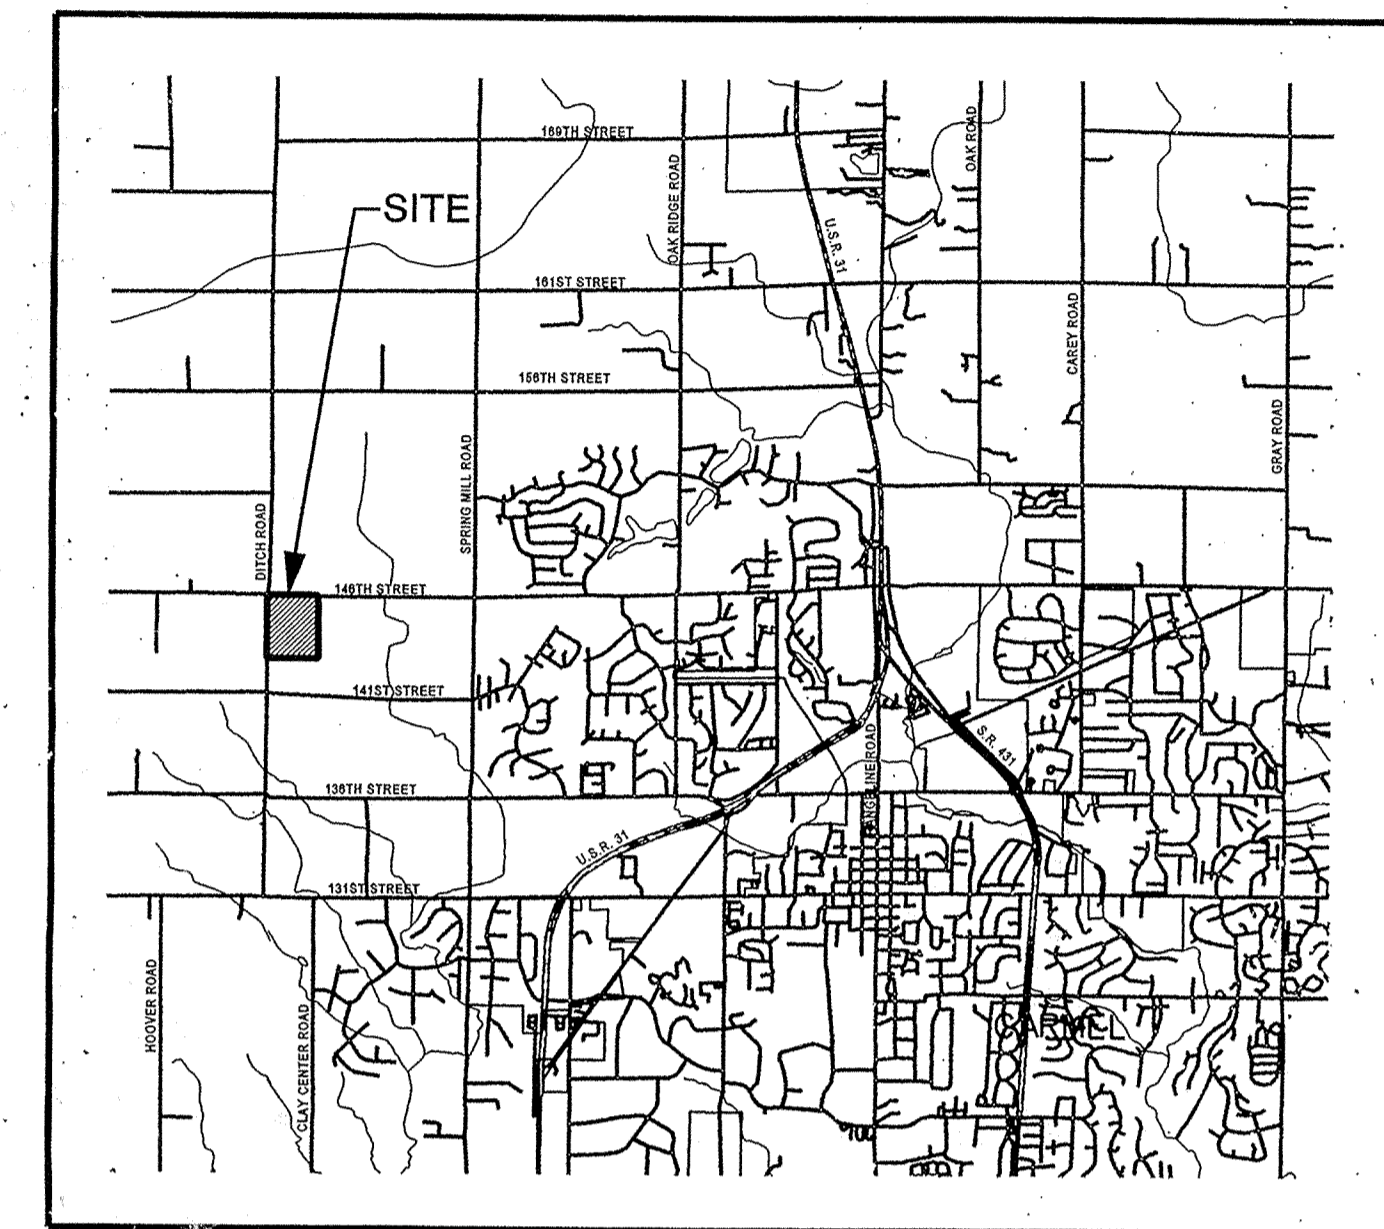 169TH STREET
OAK RIDGE ROAD
OAK ROAD
SITE
U.S.R. 31
161ST STREET
CAREY ROAD
156TH STREET
GRAY ROAD
SPRING MILL ROAD
DITCH ROAD
146TH STREET
141ST STREET
S.R. 431
136TH STREET
U.S.R. 31
131ST STREET
HOOVER ROAD
CLAY CENTER ROAD
CARMEL